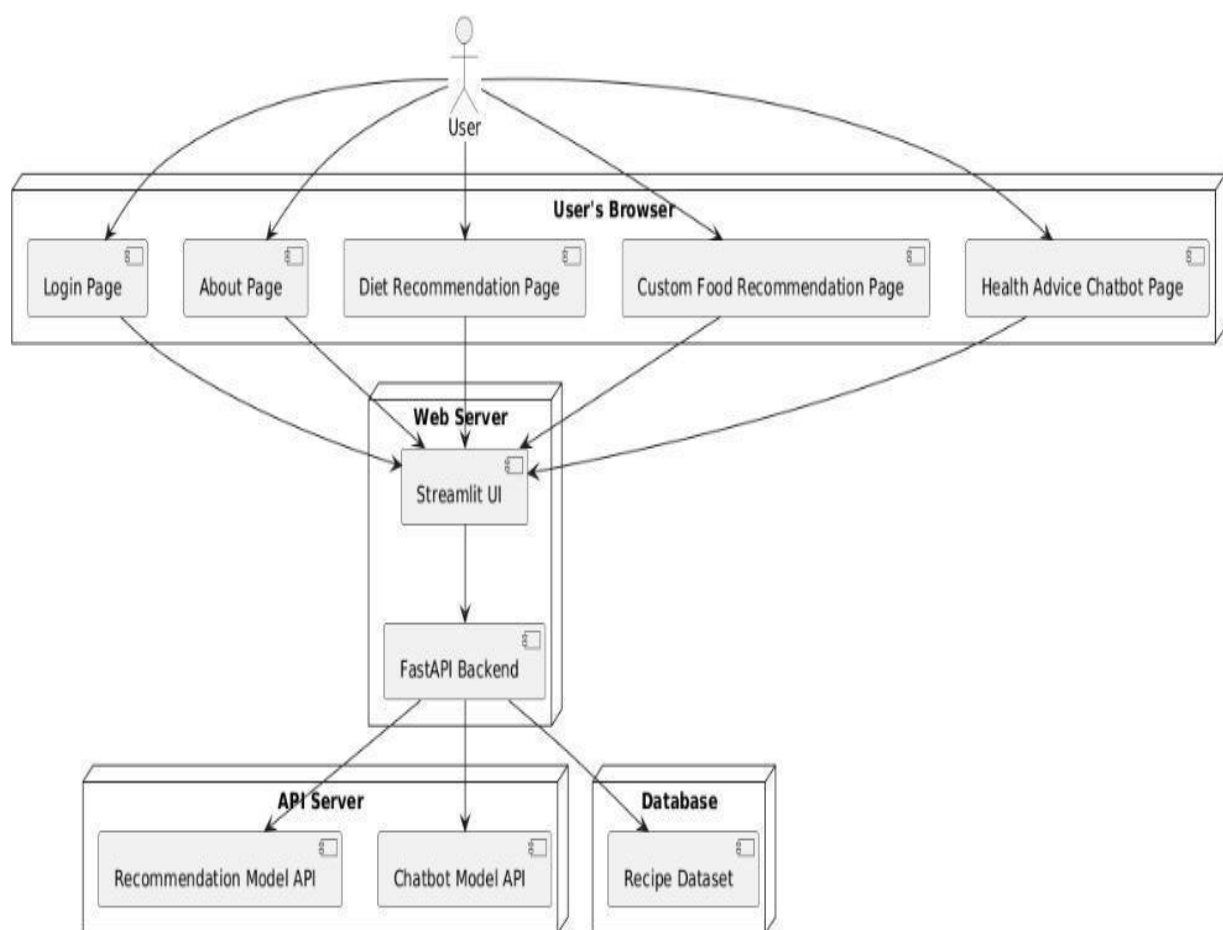 User
User's Browser
Login Page
About Page
Diet Recommendation Page
Custom Food Recommendation Page
Health Advice Chatbot Page
Web Server
Streamlit UI
FastAPI Backend
API Server
Database
Recommendation Model API
Chatbot Model API
Recipe Dataset